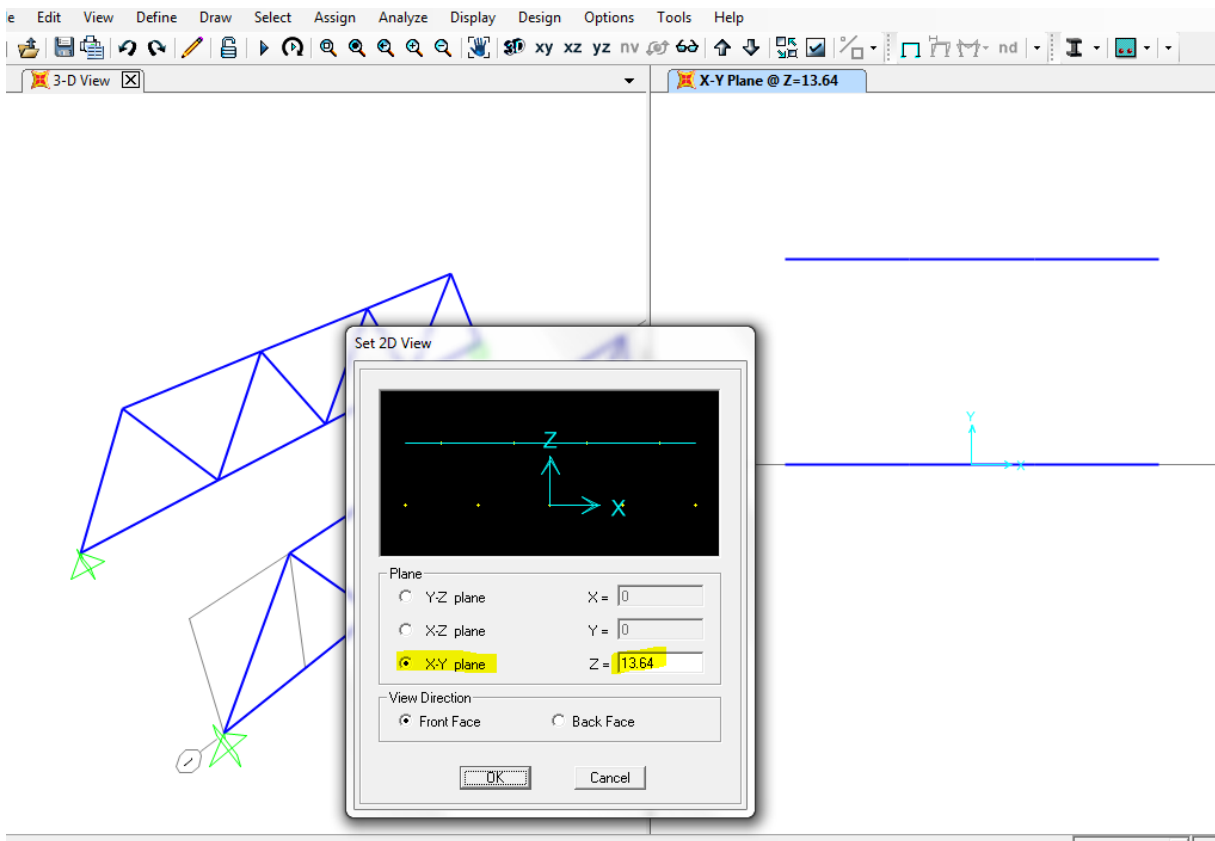 e Edit View Define Draw Select Assign Analyze Display Design Options Tools Help
3D xy xz yz nv nd
3-D View
X-Y Plane @ Z=13.64
Set 2D View
Z
X
Y
X
Plane
Y-Z plane X = 0
X-Z plane Y = 0
X-Y plane Z = 13.64
View Direction
Front Face Back Face
OK Cancel